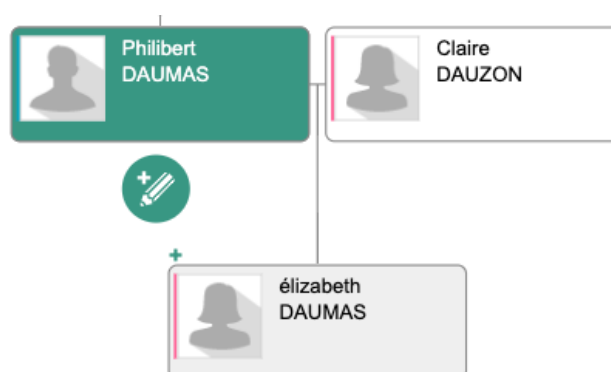 Philibert
DAUMAS
Claire
DAUZON
élizabeth
DAUMAS